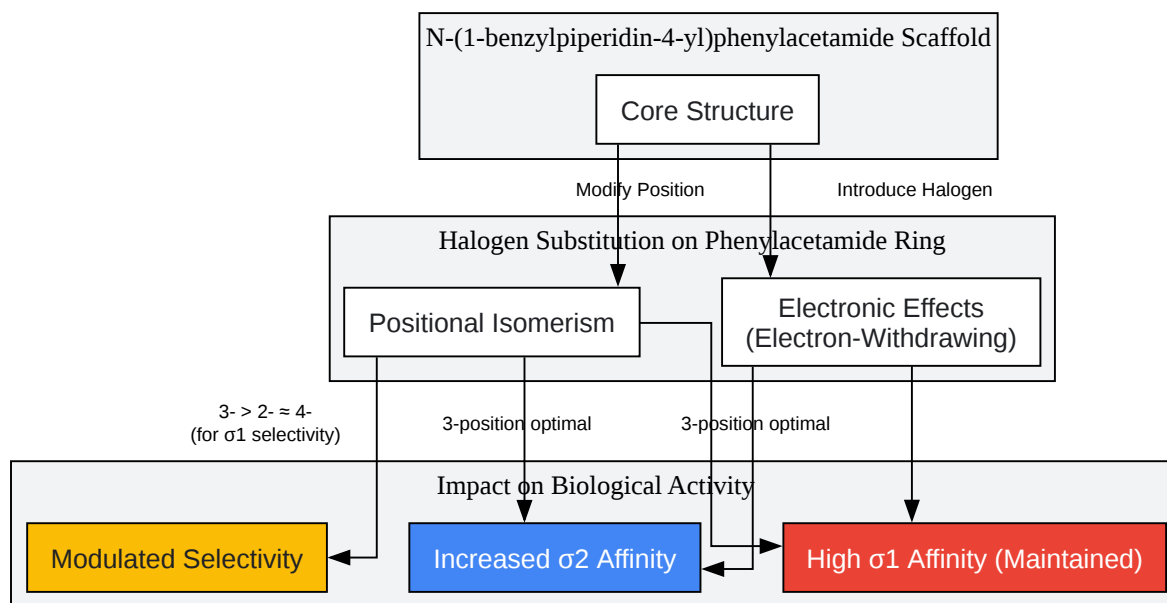 N-(1-benzylpiperidin-4-yl)phenylacetamide Scaffold
Core Structure
Modify Position
Introduce Halogen
Halogen Substitution on Phenylacetamide Ring
Positional Isomerism
Electronic Effects
(Electron-Withdrawing)
3- > 2- ≈ 4-
(for σ1 selectivity)
3-position optimal
3-position optimal
Impact on Biological Activity
Modulated Selectivity
Increased σ2 Affinity
High σ1 Affinity (Maintained)